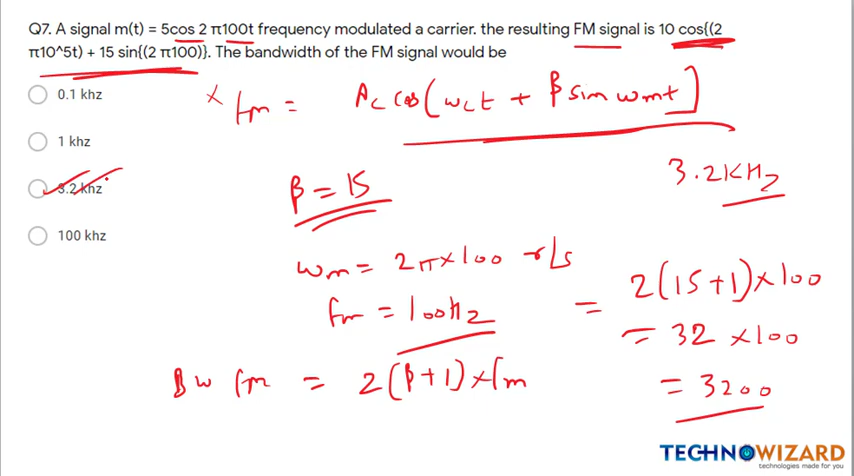 Q7. A signal m(t) = 5cos 2 π100t frequency modulated a carrier. the resulting FM signal is 10 cos{(2
π10^5t) + 15 sin{(2 π100)}. The bandwidth of the FM signal would be
0.1 khz
1 khz
3.2 khz
100 khz
x fm = Ac cos(wct + β sin wmt]
β = 15
3.2KHz
wm = 2π×100 r/s
fm = 100Hz
Bw fm = 2(β+1)×fm
= 2(15+1)×100
= 32 ×100
= 3200
TECHNOWIZARD
technologies made for you